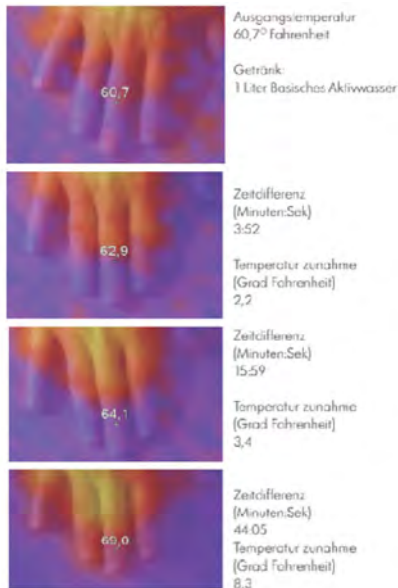 Ausgangstemperatur
60,7⁰ Fahrenheit
Getränk:
1 Liter Basisches Aktivwasser
60,7
Zeitdifferenz
(Minuten:Sek)
3:52
62,9
Temperatur zunahme
(Grad Fahrenheit)
2,2
Zeitdifferenz
(Minuten:Sek)
15:59
64,1
Temperatur zunahme
(Grad Fahrenheit)
3,4
Zeitdifferenz
(Minuten:Sek)
44:05
69,0
Temperatur zunahme
(Grad Fahrenheit)
8,3